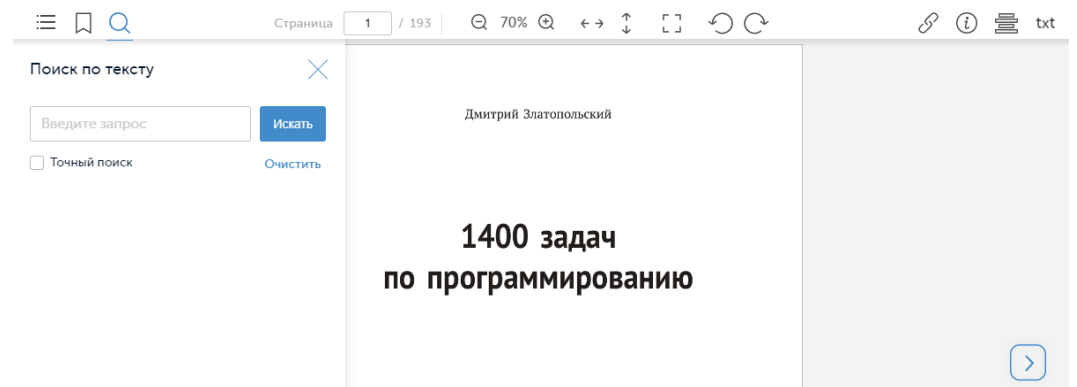 Страница 1 / 193 70% txt
Поиск по тексту
Введите запрос Искать
Точный поиск Очистить
Дмитрий Златопольский
1400 задач
по программированию